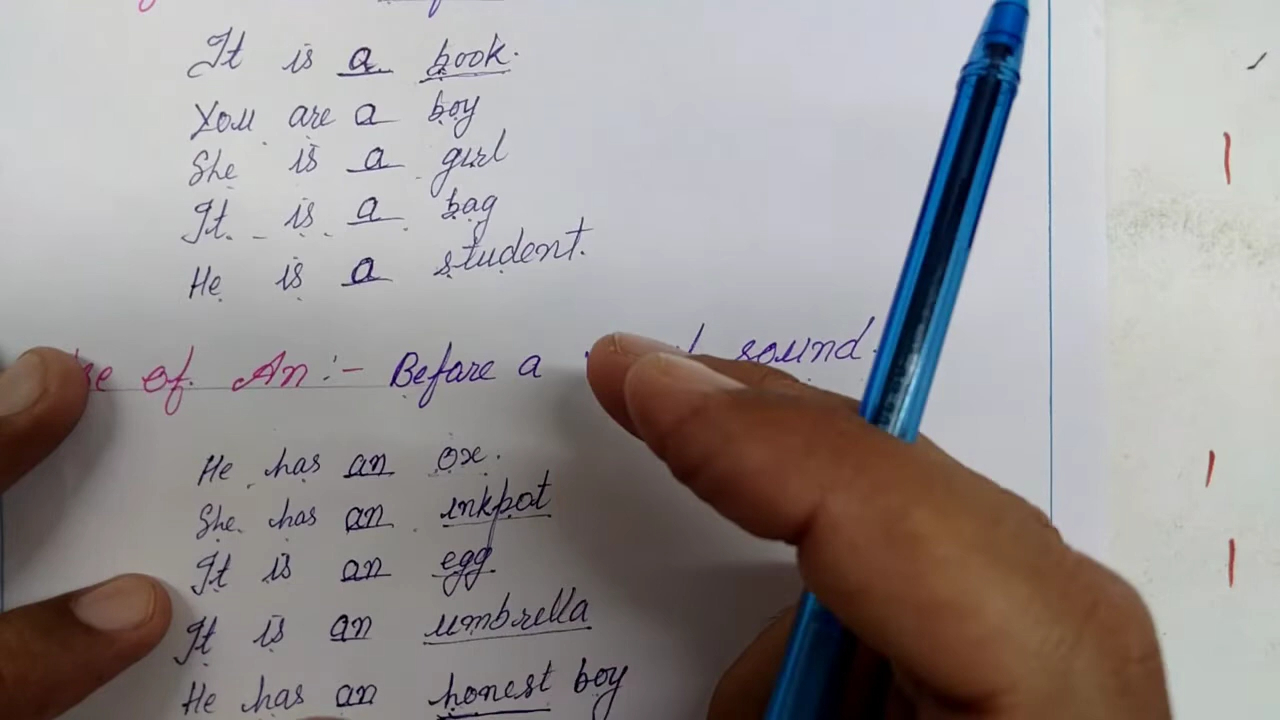 It is a book.
You are a boy
She is a girl
It is a bag
He is a student.
of An :- Before a sound.
He has an ox.
She has an inkpot
It is an egg
It is an umbrella
He has an honest boy